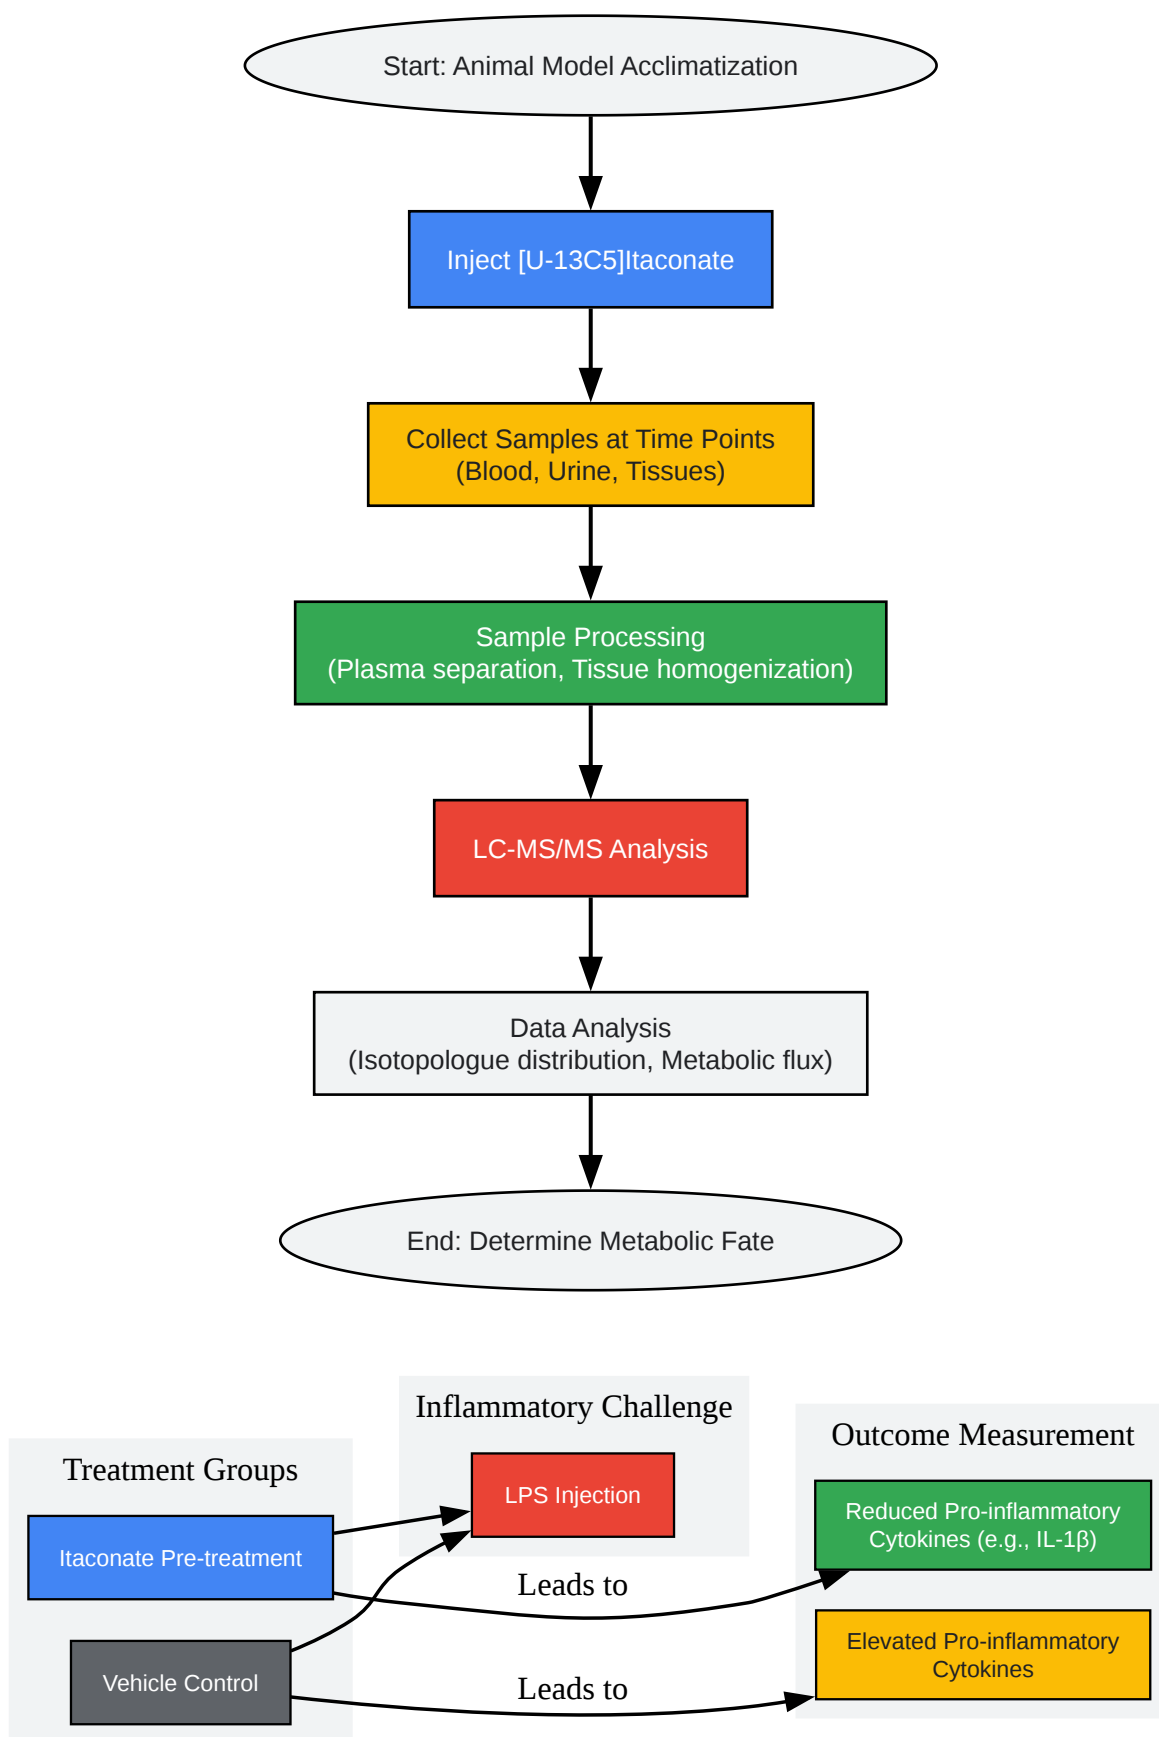 Start: Animal Model Acclimatization
Inject [U-13C5]Itaconate
Collect Samples at Time Points
(Blood, Urine, Tissues)
Sample Processing
(Plasma separation, Tissue homogenization)
LC-MS/MS Analysis
Data Analysis
(Isotopologue distribution, Metabolic flux)
End: Determine Metabolic Fate
Treatment Groups
Itaconate Pre-treatment
Vehicle Control
Inflammatory Challenge
LPS Injection
Leads to
Leads to
Outcome Measurement
Reduced Pro-inflammatory
Cytokines (e.g., IL-1β)
Elevated Pro-inflammatory
Cytokines